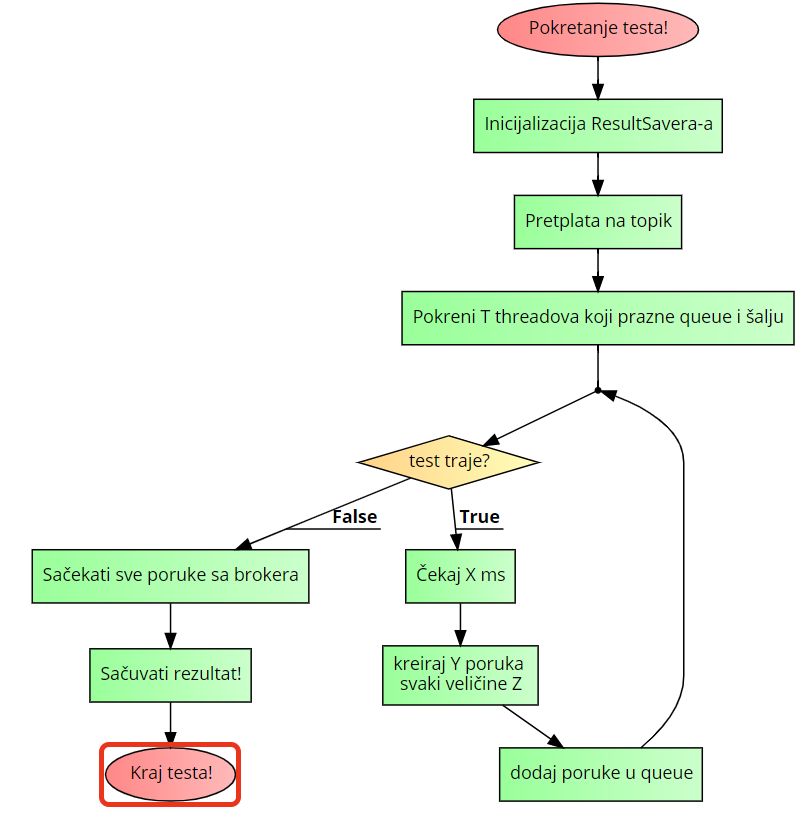 Pokretanje testa!
Inicijalizacija ResultSavera-a
Pretplata na topik
Pokreni T threadova koji prazne queue i šalju
test traje?
False
True
Sačekati sve poruke sa brokera
Čekaj X ms
Sačuvati rezultat!
kreiraj Y poruka
svaki veličine Z
Kraj testa!
dodaj poruke u queue